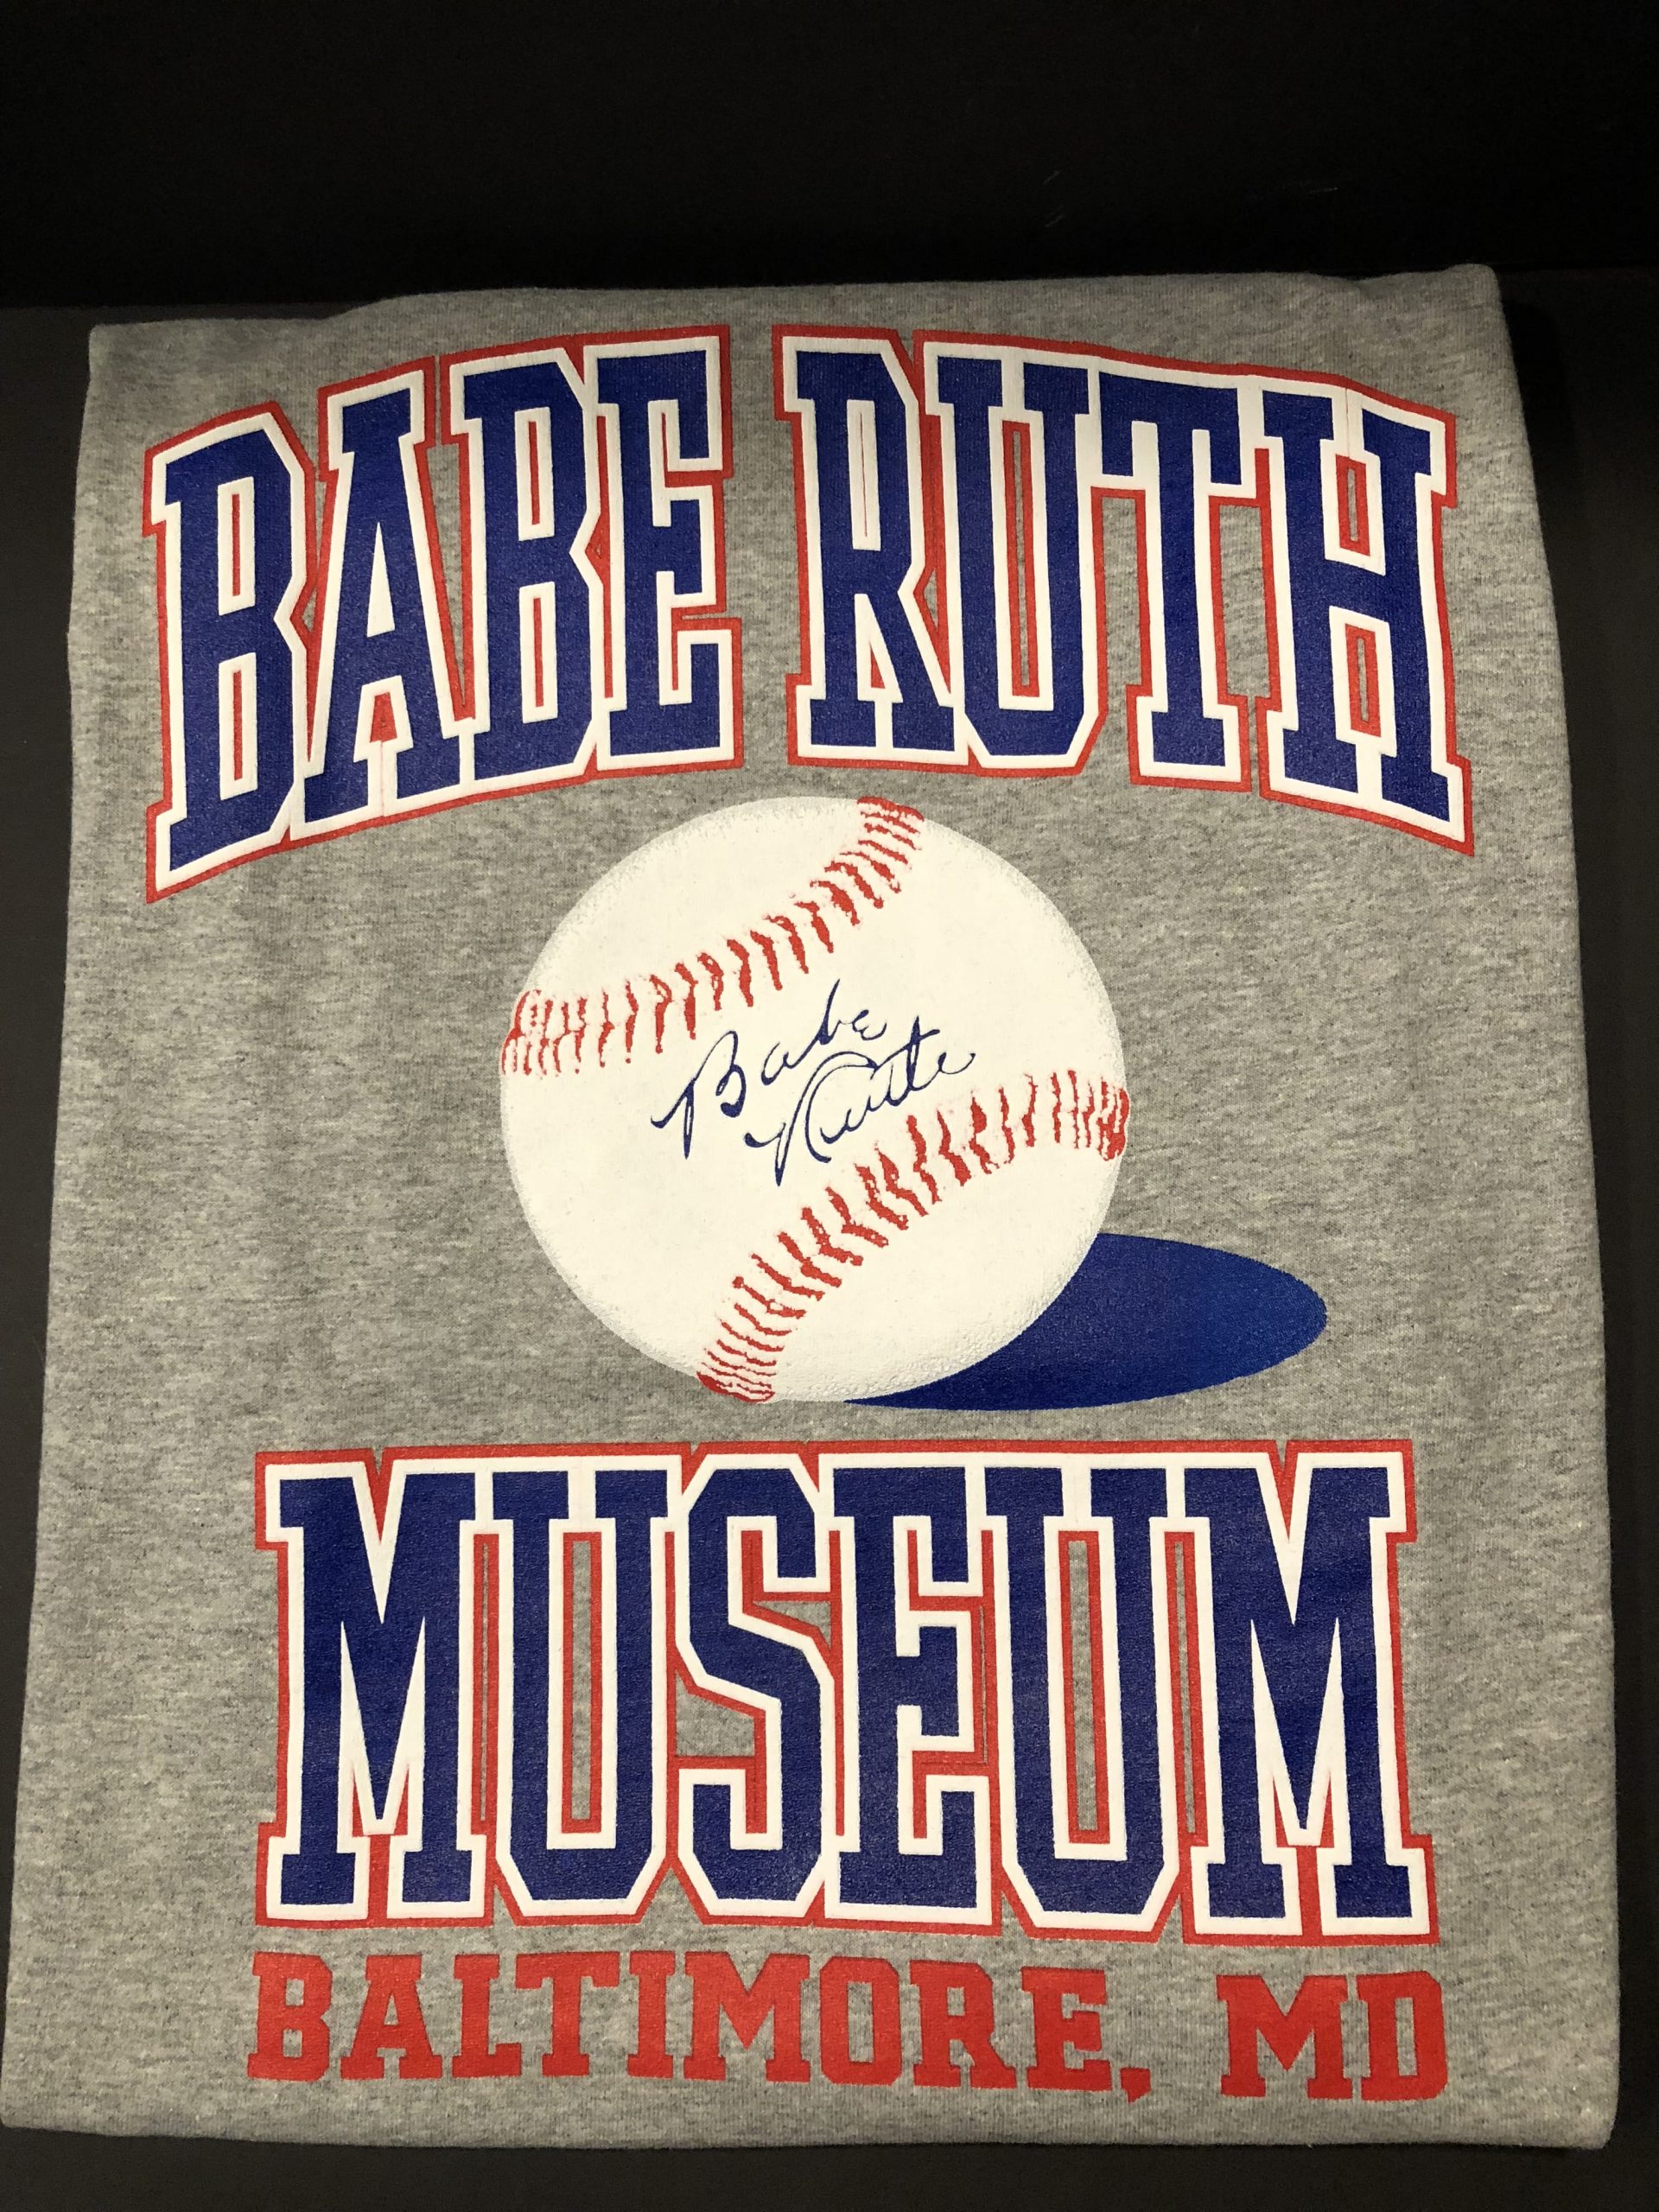 BABE RUTH
Babe
Ruth
MUSEUM
BALTIMORE, MD